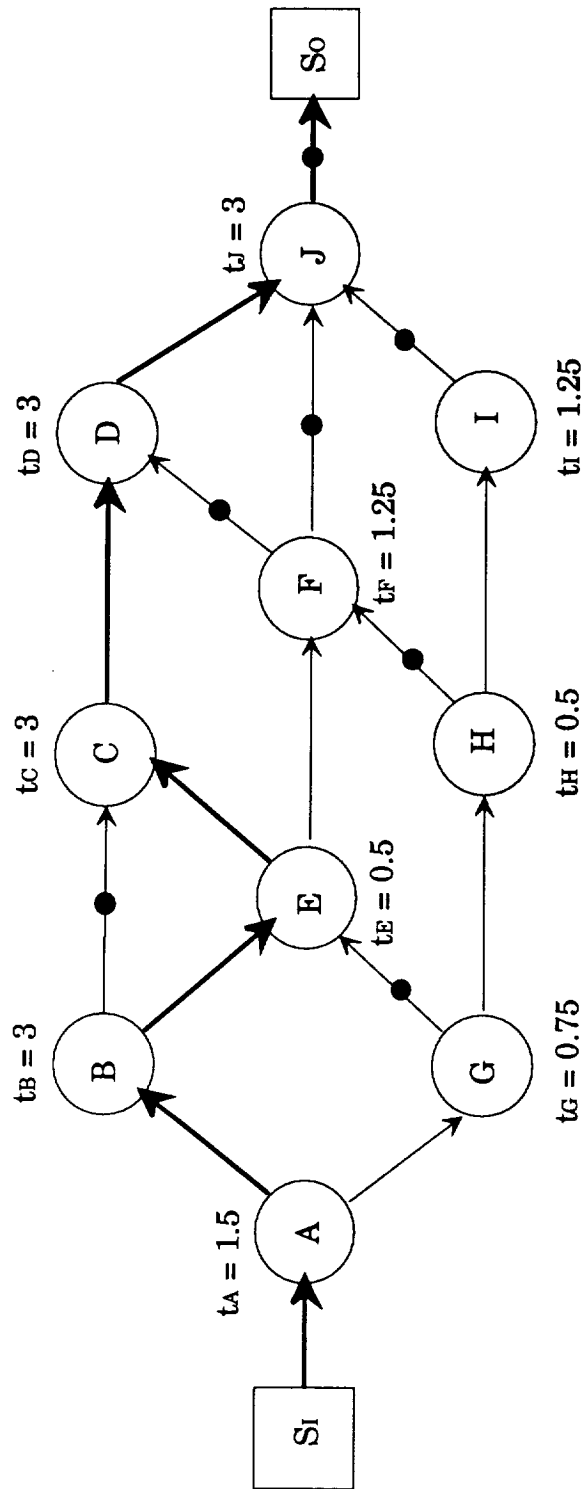 SI
tA = 1.5
A
tB = 3
B
tG = 0.75
G
tE = 0.5
E
tC = 3
C
tH = 0.5
H
tF = 1.25
F
tD = 3
D
tI = 1.25
I
tJ = 3
J
SO